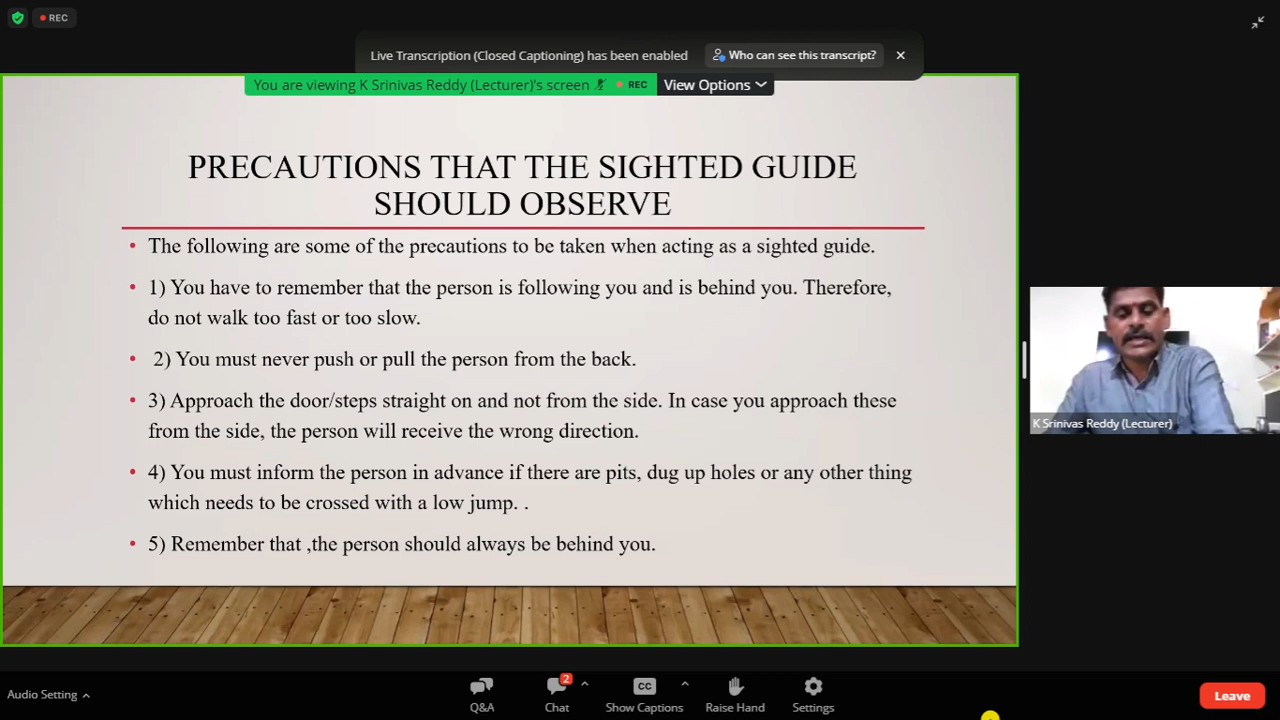 REC
Live Transcription (Closed Captioning) has been enabled
Who can see this transcript?
You are viewing K Srinivas Reddy (Lecturer)'s screen
REC
View Options
PRECAUTIONS THAT THE SIGHTED GUIDE
SHOULD OBSERVE
• The following are some of the precautions to be taken when acting as a sighted guide.
• 1) You have to remember that the person is following you and is behind you. Therefore,
do not walk too fast or too slow.
• 2) You must never push or pull the person from the back.
• 3) Approach the door/steps straight on and not from the side. In case you approach these
from the side, the person will receive the wrong direction.
• 4) You must inform the person in advance if there are pits, dug up holes or any other thing
which needs to be crossed with a low jump. .
• 5) Remember that ,the person should always be behind you.
K Srinivas Reddy (Lecturer)
Audio Setting
Q&A
2
Chat
CC
Show Captions
Raise Hand
Settings
Leave